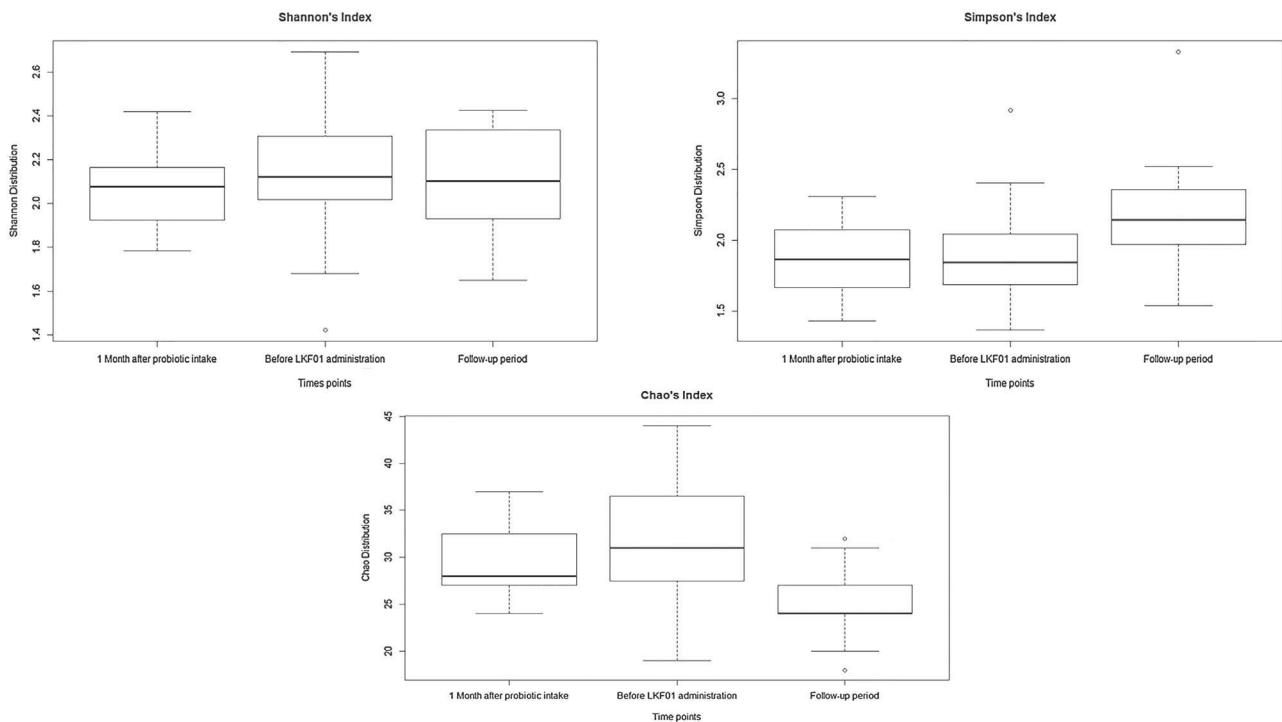 Shannon's Index
Shannon Distribution
2.6
2.4
2.2
2.0
1.8
1.6
1.4
1 Month after probiotic intake
Before LKF01 administration
Follow-up period
Times points
Simpson's Index
Simpson Distribution
3.0
2.5
2.0
1.5
1 Month after probiotic intake
Before LKF01 administration
Follow-up period
Time points
Chao's Index
Chao Distribution
45
40
35
30
25
20
1 Month after probiotic intake
Before LKF01 administration
Follow-up period
Time points